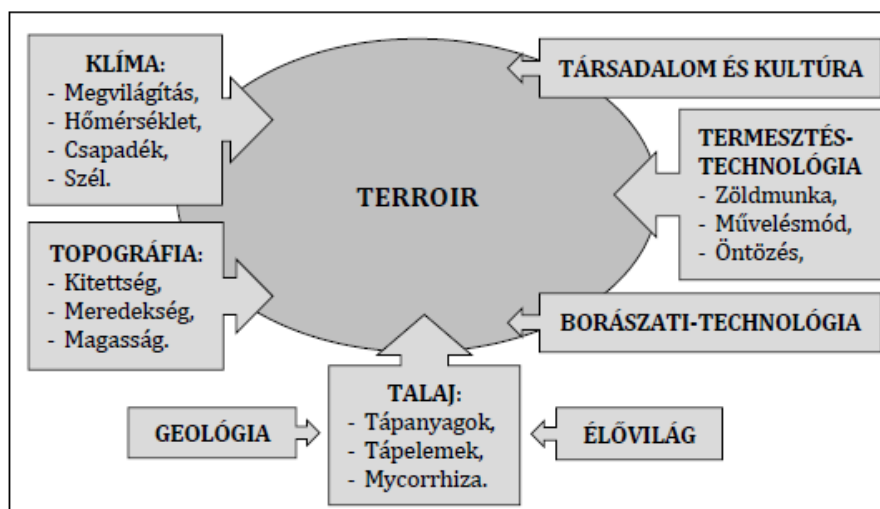 KLÍMA:
- Megvilágítás,
- Hőmérséklet,
- Csapadék,
- Szél.
TOPOGRÁFIA:
- Kitettség,
- Meredekség,
- Magasság.
TERROIR
TÁRSADALOM ÉS KULTÚRA
TERMESZTÉS-
TECHNOLÓGIA
- Zöldmunka,
- Művelésmód,
- Öntözés,
BORÁSZATI-TECHNOLÓGIA
GEOLÓGIA
TALAJ:
- Tápanyagok,
- Tápelemek,
- Mycorrhiza.
ÉLŐVILÁG